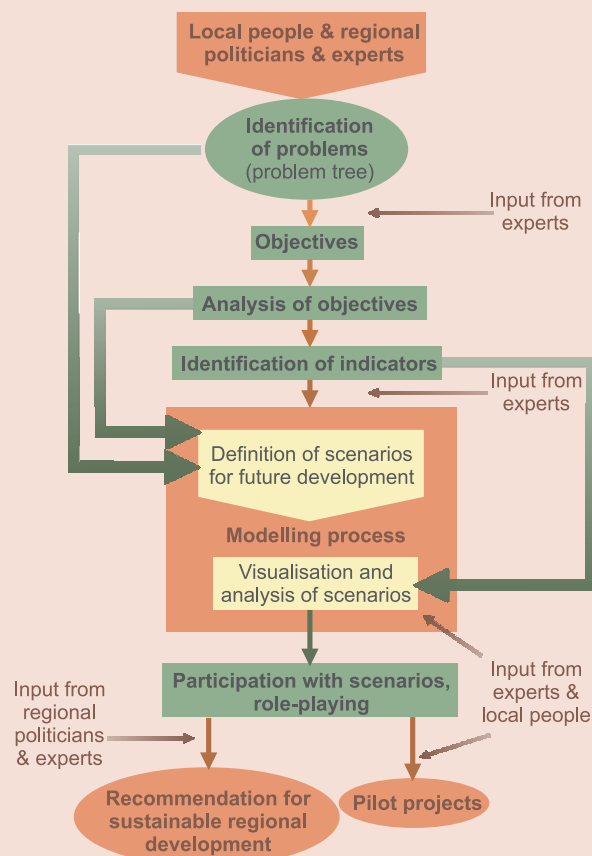 Local people & regional
politicians & experts
Identification
of problems
(problem tree)
Input from
experts
Objectives
Analysis of objectives
Identification of indicators
Input from
experts
Definition of scenarios
for future development
Modelling process
Visualisation and
analysis of scenarios
Participation with scenarios,
role-playing
Input from
experts &
local people
Input from
regional
politicians
& experts
Recommendation for
sustainable regional
development
Pilot projects